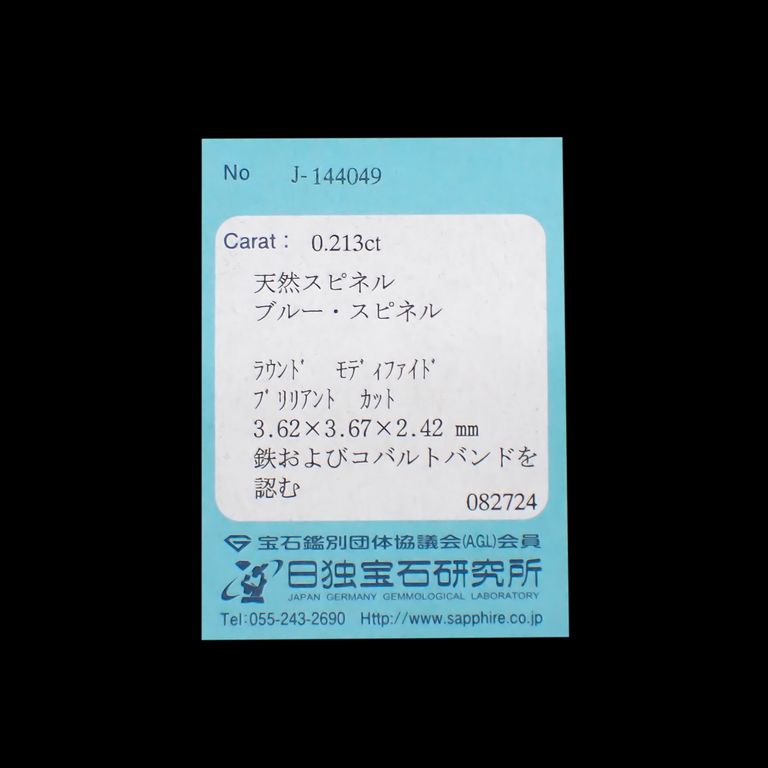 No J-144049
Carat: 0.213ct
天然スピネル
ブルー・スピネル
ﾗｳﾝﾄﾞ ﾓﾃﾞｨﾌｧｲﾄﾞ
ﾌﾞﾘﾘｱﾝﾄ ｶｯﾄ
3.62×3.67×2.42 mm
鉄およびコバルトバンドを
認む
082724
宝石鑑別団体協議会(AGL)会員
日独宝石研究所
JAPAN GERMANY GEMMOLOGICAL LABORATORY
Tel:055-243-2690 Http://www.sapphire.co.jp